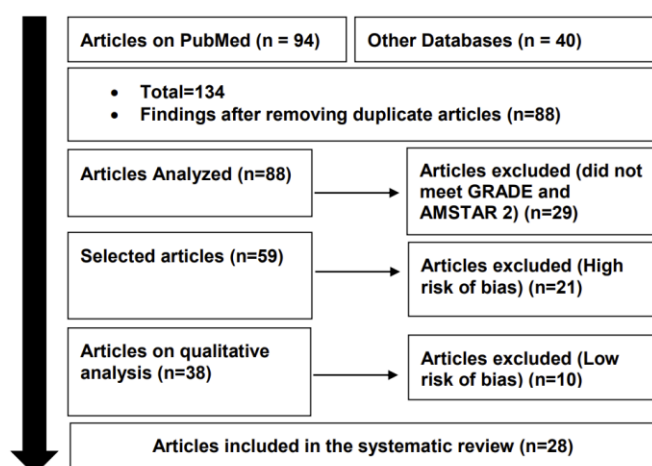 Articles on PubMed (n = 94)
Other Databases (n = 40)
• Total=134
• Findings after removing duplicate articles (n=88)
Articles Analyzed (n=88)
Articles excluded (did not
meet GRADE and
AMSTAR 2) (n=29)
Selected articles (n=59)
Articles excluded (High
risk of bias) (n=21)
Articles on qualitative
analysis (n=38)
Articles excluded (Low
risk of bias) (n=10)
Articles included in the systematic review (n=28)